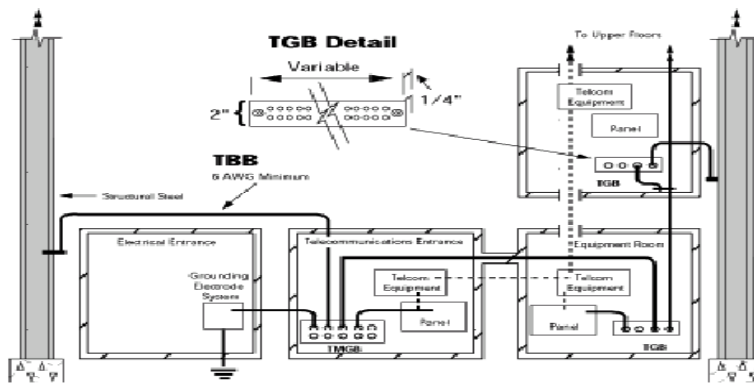 To Upper Floors
TGB Detail
Variable
1/4"
2"
Telcom
Equipment
Panel
TGB
TBB
6 AWG Minimum
Structural Steel
Electrical Entrance
Telecommunications Entrance
Equipment Room
Grounding
Electrode
System
Telcom
Equipment
Telcom
Equipment
Panel
Panel
TMGB
TGB